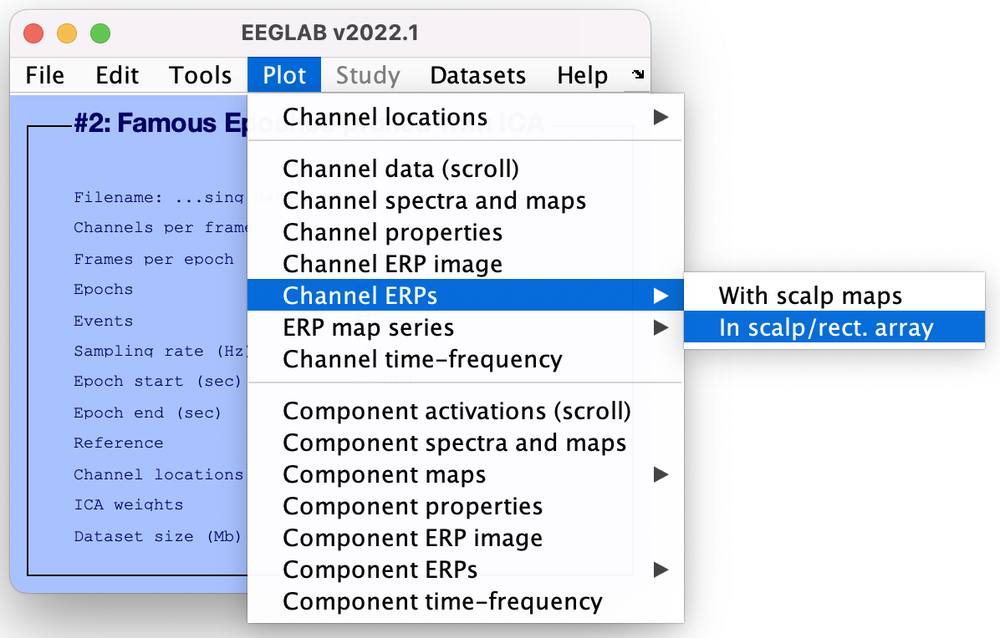 EEGLAB v2022.1
File Edit Tools Plot Study Datasets Help
#2: Famous Epoched pruned with ICA
Channel locations
Filename: ...sing
Channel data (scroll)
Channel spectra and maps
Channels per frame
Channel properties
Frames per epoch
Channel ERP image
Epochs
Channel ERPs
With scalp maps
Events
ERP map series
In scalp/rect. array
Sampling rate (Hz)
Channel time-frequency
Epoch start (sec)
Epoch end (sec)
Component activations (scroll)
Reference
Component spectra and maps
Channel locations
Component maps
ICA weights
Component properties
Dataset size (Mb)
Component ERP image
Component ERPs
Component time-frequency